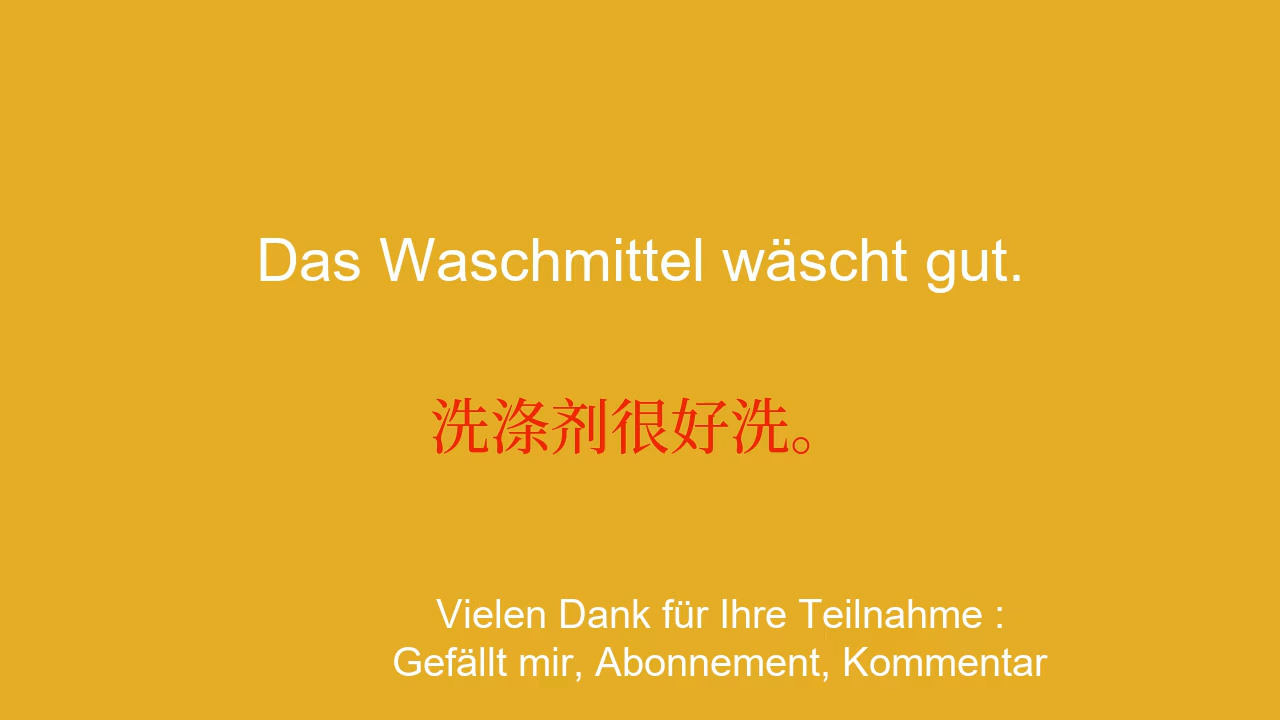 Das Waschmittel wäscht gut.
洗涤剂很好洗。
Vielen Dank für Ihre Teilnahme :
Gefällt mir, Abonnement, Kommentar